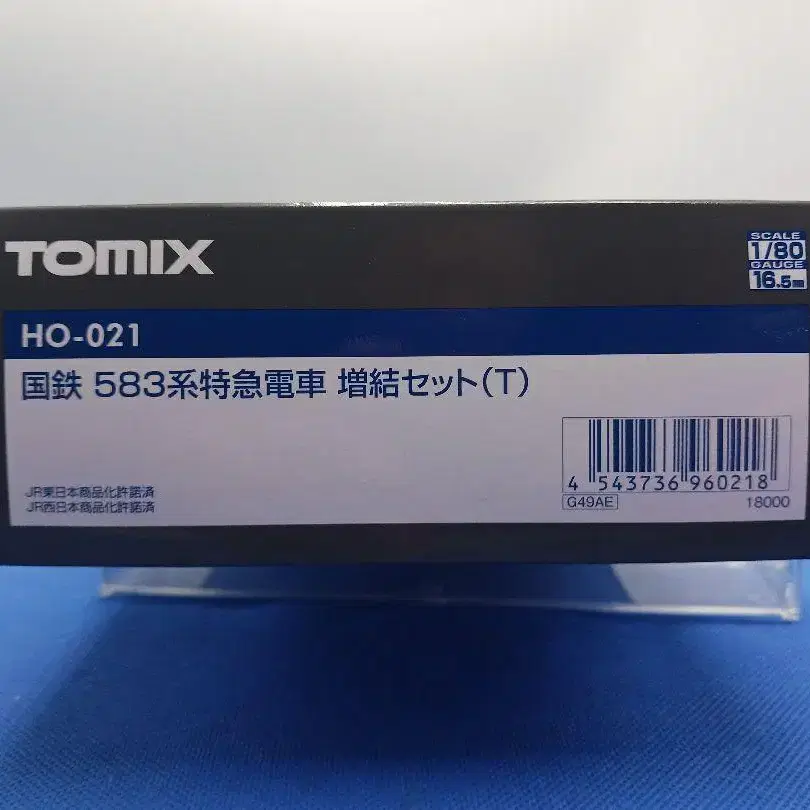 TOMIX
SCALE
1/80
GAUGE
16.5mm
HO-021
国鉄 583系特急電車 増結セット(T)
JR東日本商品化許諾済
JR西日本商品化許諾済
4 543736 960218
G49AE
18000